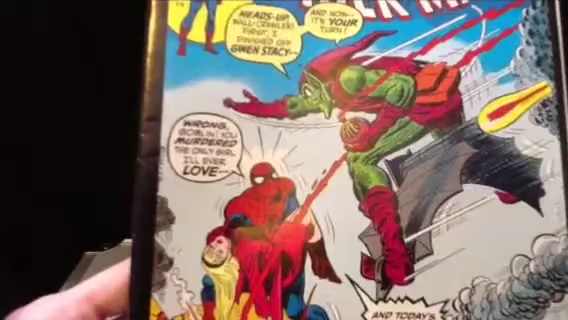 HEADS-UP,
WALL-CRAWLER!
FIRST, I
FINISHED OFF
GWEN STACY--
AND NOW--
IT'S YOUR
TURN!
WRONG,
GOBLIN! YOU
MURDERED
THE ONLY GIRL
I'LL EVER
LOVE--
AND TODAY'S